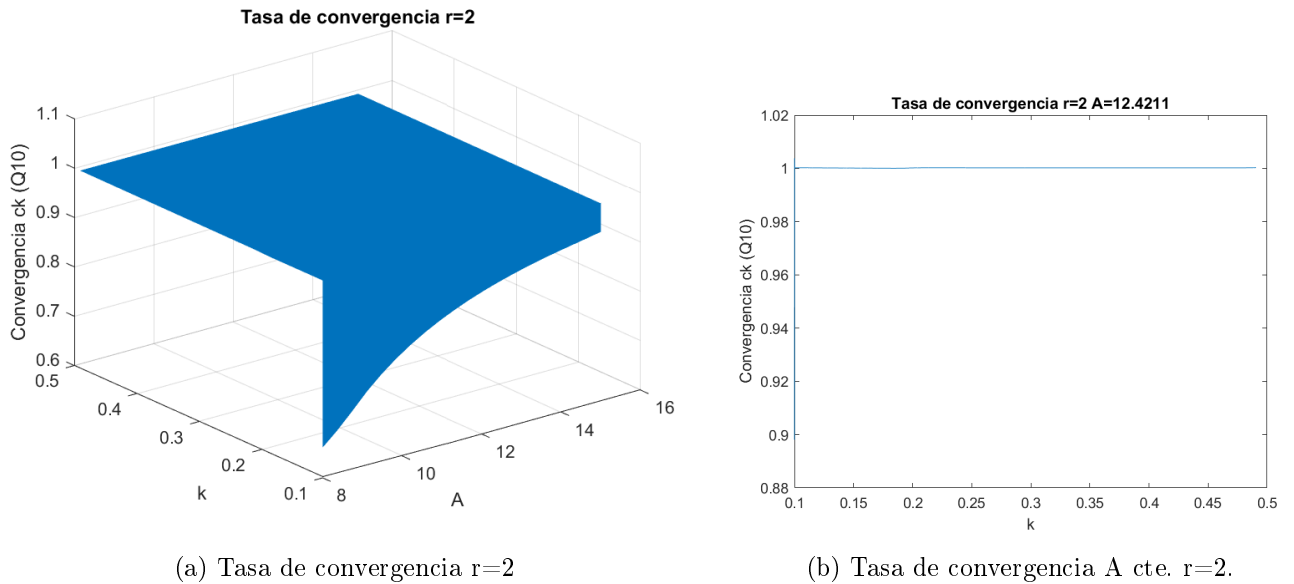 Tasa de convergencia r=2
Convergencia ck (Q10)
1.1
1
0.9
0.8
0.7
0.6
0.5
0.4
0.3
0.2
0.1
k
8
10
12
14
16
A
(a) Tasa de convergencia r=2
Tasa de convergencia r=2 A=12.4211
Convergencia ck (Q10)
1.02
1
0.98
0.96
0.94
0.92
0.9
0.88
0.1 0.15 0.2 0.25 0.3 0.35 0.4 0.45 0.5
k
(b) Tasa de convergencia A cte. r=2.